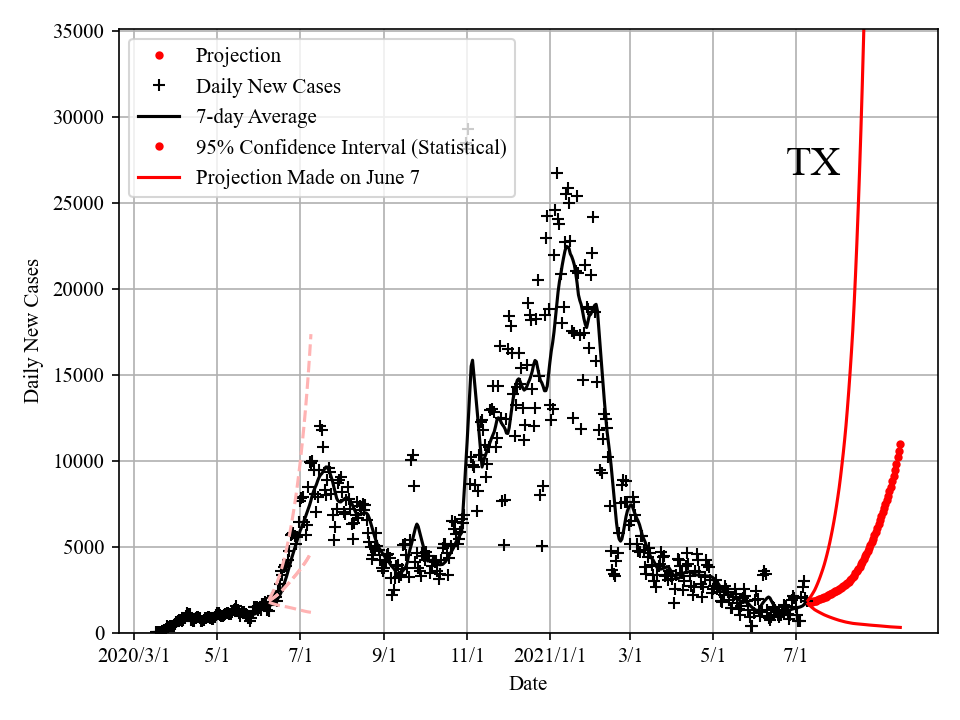 35000
30000
25000
20000
15000
10000
5000
0
Daily New Cases
Projection
Daily New Cases
7-day Average
95% Confidence Interval (Statistical)
Projection Made on June 7
TX
2020/3/1 5/1 7/1 9/1 11/1 2021/1/1 3/1 5/1 7/1
Date